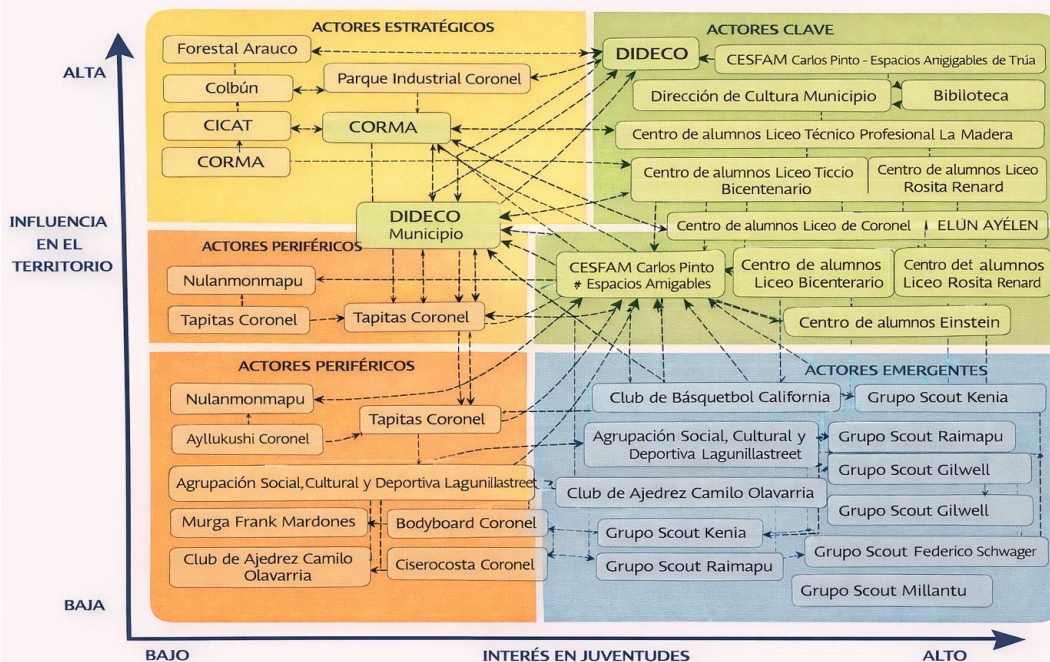 ACTORES ESTRATÉGICOS
Forestal Arauco
Parque Industrial Coronel
Colbún
CICAT
CORMA
CORMA
ACTORES CLAVE
DIDECO
CESFAM Carlos Pinto - Espacios Anigigables de Trúa
Dirección de Cultura Municipio
Bibilioteca
Centro de alumnos Liceo Técnico Profesional La Madera
Centro de alumnos Liceo Ticcio
Bicentenario
Centro de alumnos Liceo
Rosita Renard
Centro de alumnos Liceo de Coronel
ELUN AYÉLEN
DIDECO
Municipio
CESFAM Carlos Pinto
Espacios Amigables
Centro de alumnos
Liceo Bicenterario
Centro det alumnos
Liceo Rosita Renard
Centro de alumnos Einstein
ACTORES PERIFÉRICOS
Nulanmonmapu
Tapitas Coronel
Tapitas Coronel
ACTORES PERIFÉRICOS
Nulanmonmapu
Ayllukushi Coronel
Tapitas Coronel
Agrupación Social, Cultural y Deportiva Lagunillastreet
Murga Frank Mardones
Bodyboard Coronel
Club de Ajedrez Camilo
Olavarria
Ciserocosta Coronel
ACTORES EMERGENTES
Club de Básquetbol California
Grupo Scout Kenia
Agrupación Social, Cultural y
Deportiva Lagunillastreet
Grupo Scout Raimapu
Grupo Scout Gilwell
Club de Ajedrez Camilo Olavarria
Grupo Scout Gilwell
Grupo Scout Kenia
Grupo Scout Raimapu
Grupo Scout Federico Schwager
Grupo Scout Millantu
ALTA
INFLUENCIA
EN EL
TERRITORIO
BAJA
BAJO
INTERÉS EN JUVENTUDES
ALTO